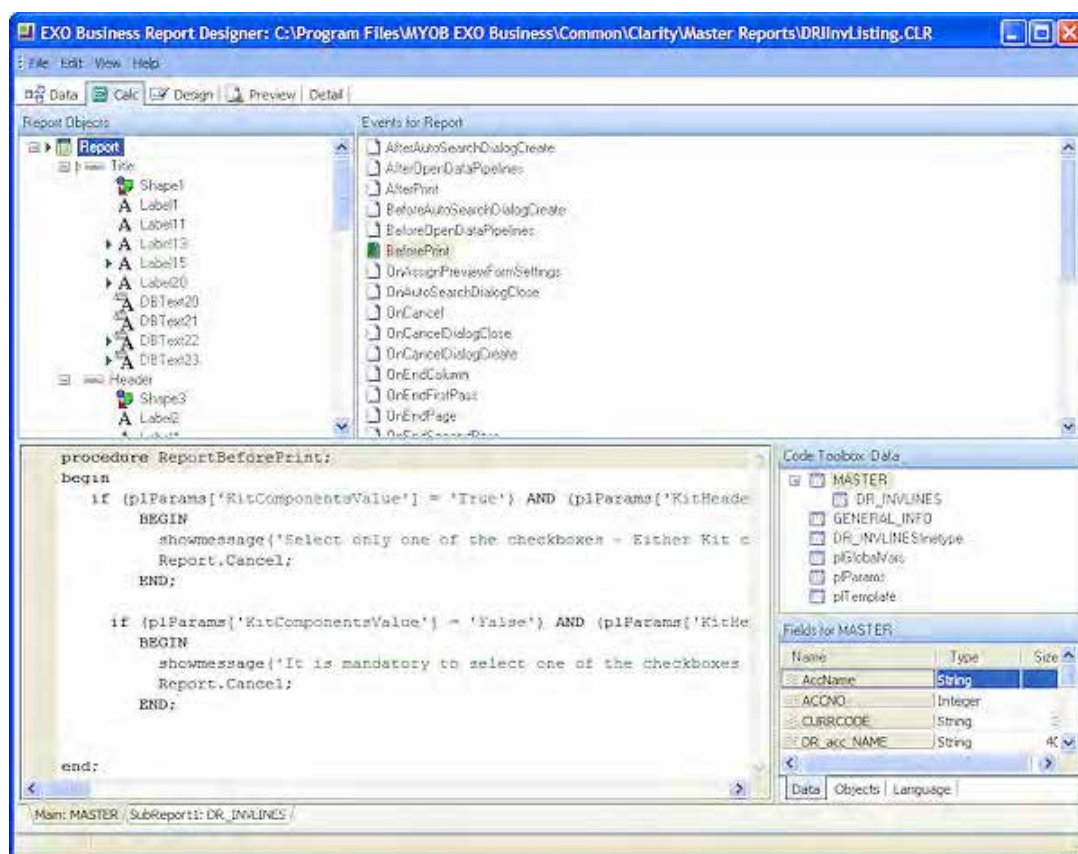 EXO Business Report Designer: C:\Program Files\MYOB EXO Business\Common\Clarity\Master Reports\DRIInvListing.CLR
File Edit View Help
Data Calc Design Preview Detail
Report Objects
Report
Title
Shape1
Label1
Label11
Label13
Label15
Label20
DBText20
DBText21
DBText22
DBText23
Header
Shape3
Label2
Events for Report
AfterAutoSearchDialogCreate
AfterOpenDataPipelines
AfterPrint
BeforeAutoSearchDialogCreate
BeforeOpenDataPipelines
BeforePrint
OnAssignPreviewFormSettings
OnAutoSearchDialogClose
OnCancel
OnCancelDialogClose
OnCancelDialogCreate
OnEndColumn
OnEndFirstPass
OnEndPage
OnEndSecondPass
procedure ReportBeforePrint;
begin
if (plParams['KitComponentsValue'] = 'True') AND (plParams['KitHeade
BEGIN
showmessage('Select only one of the checkboxes - Either Kit c
Report.Cancel;
END;
if (plParams['KitComponentsValue'] = 'False') AND (plParams['KitHe
BEGIN
showmessage('It is mandatory to select one of the checkboxes
Report.Cancel;
END;
end;
Code Toolbox: Data
MASTER
DR_INVLINES
GENERAL_INFO
DR_INVLINESlinetype
plGlobalVars
plParams
plTemplate
Fields for MASTER
Name Type Size
AccName String
ACCNO Integer
CURRCODE String
DR_acc_NAME String 40
Data Objects Language
Main: MASTER SubReport1: DR_INVLINES